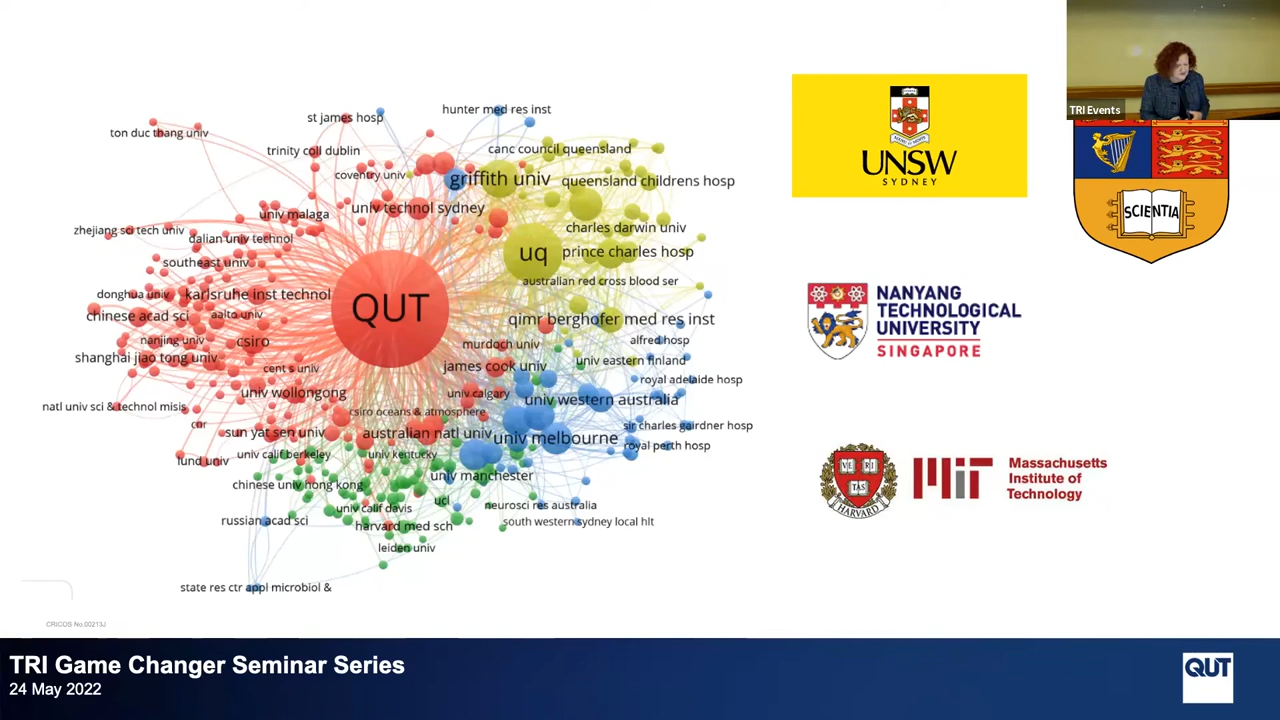 hunter med res inst
st james hosp
ton duc thang univ
trinity coll dublin
canc council queensland
coventry univ
griffith univ
queensland childrens hosp
univ malaga
univ technol sydney
zhejiang sci tech univ
dalian univ technol
charles darwin univ
southeast univ
uq
prince charles hosp
australian red cross blood ser
donghua univ
karlsruhe inst technol
QUT
chinese acad sci
aalto univ
qimr berghofer med res inst
nanjing univ
csiro
murdoch univ
alfred hosp
shanghai jiao tong univ
cent s univ
james cook univ
univ eastern finland
royal adelaide hosp
univ wollongong
univ calgary
univ western australia
natl univ sci & technol misis
csiro oceans & atmosphere
cnr
sun yat sen univ
australian natl univ
univ melbourne
sir charles gairdner hosp
royal perth hosp
lund univ
univ calif berkeley
univ kentucky
chinese univ hong kong
univ manchester
ucl
univ calif davis
neurosci res australia
russian acad sci
harvard med sch
south western sydney local hlt
leiden univ
state res ctr appl microbiol &
CRICOS No.00213J
UNSW
SYDNEY
TRI Events
SCIENTIA
NANYANG
TECHNOLOGICAL
UNIVERSITY
SINGAPORE
VE RI
TAS
HARVARD
MIT
Massachusetts
Institute of
Technology
TRI Game Changer Seminar Series
24 May 2022
QUT